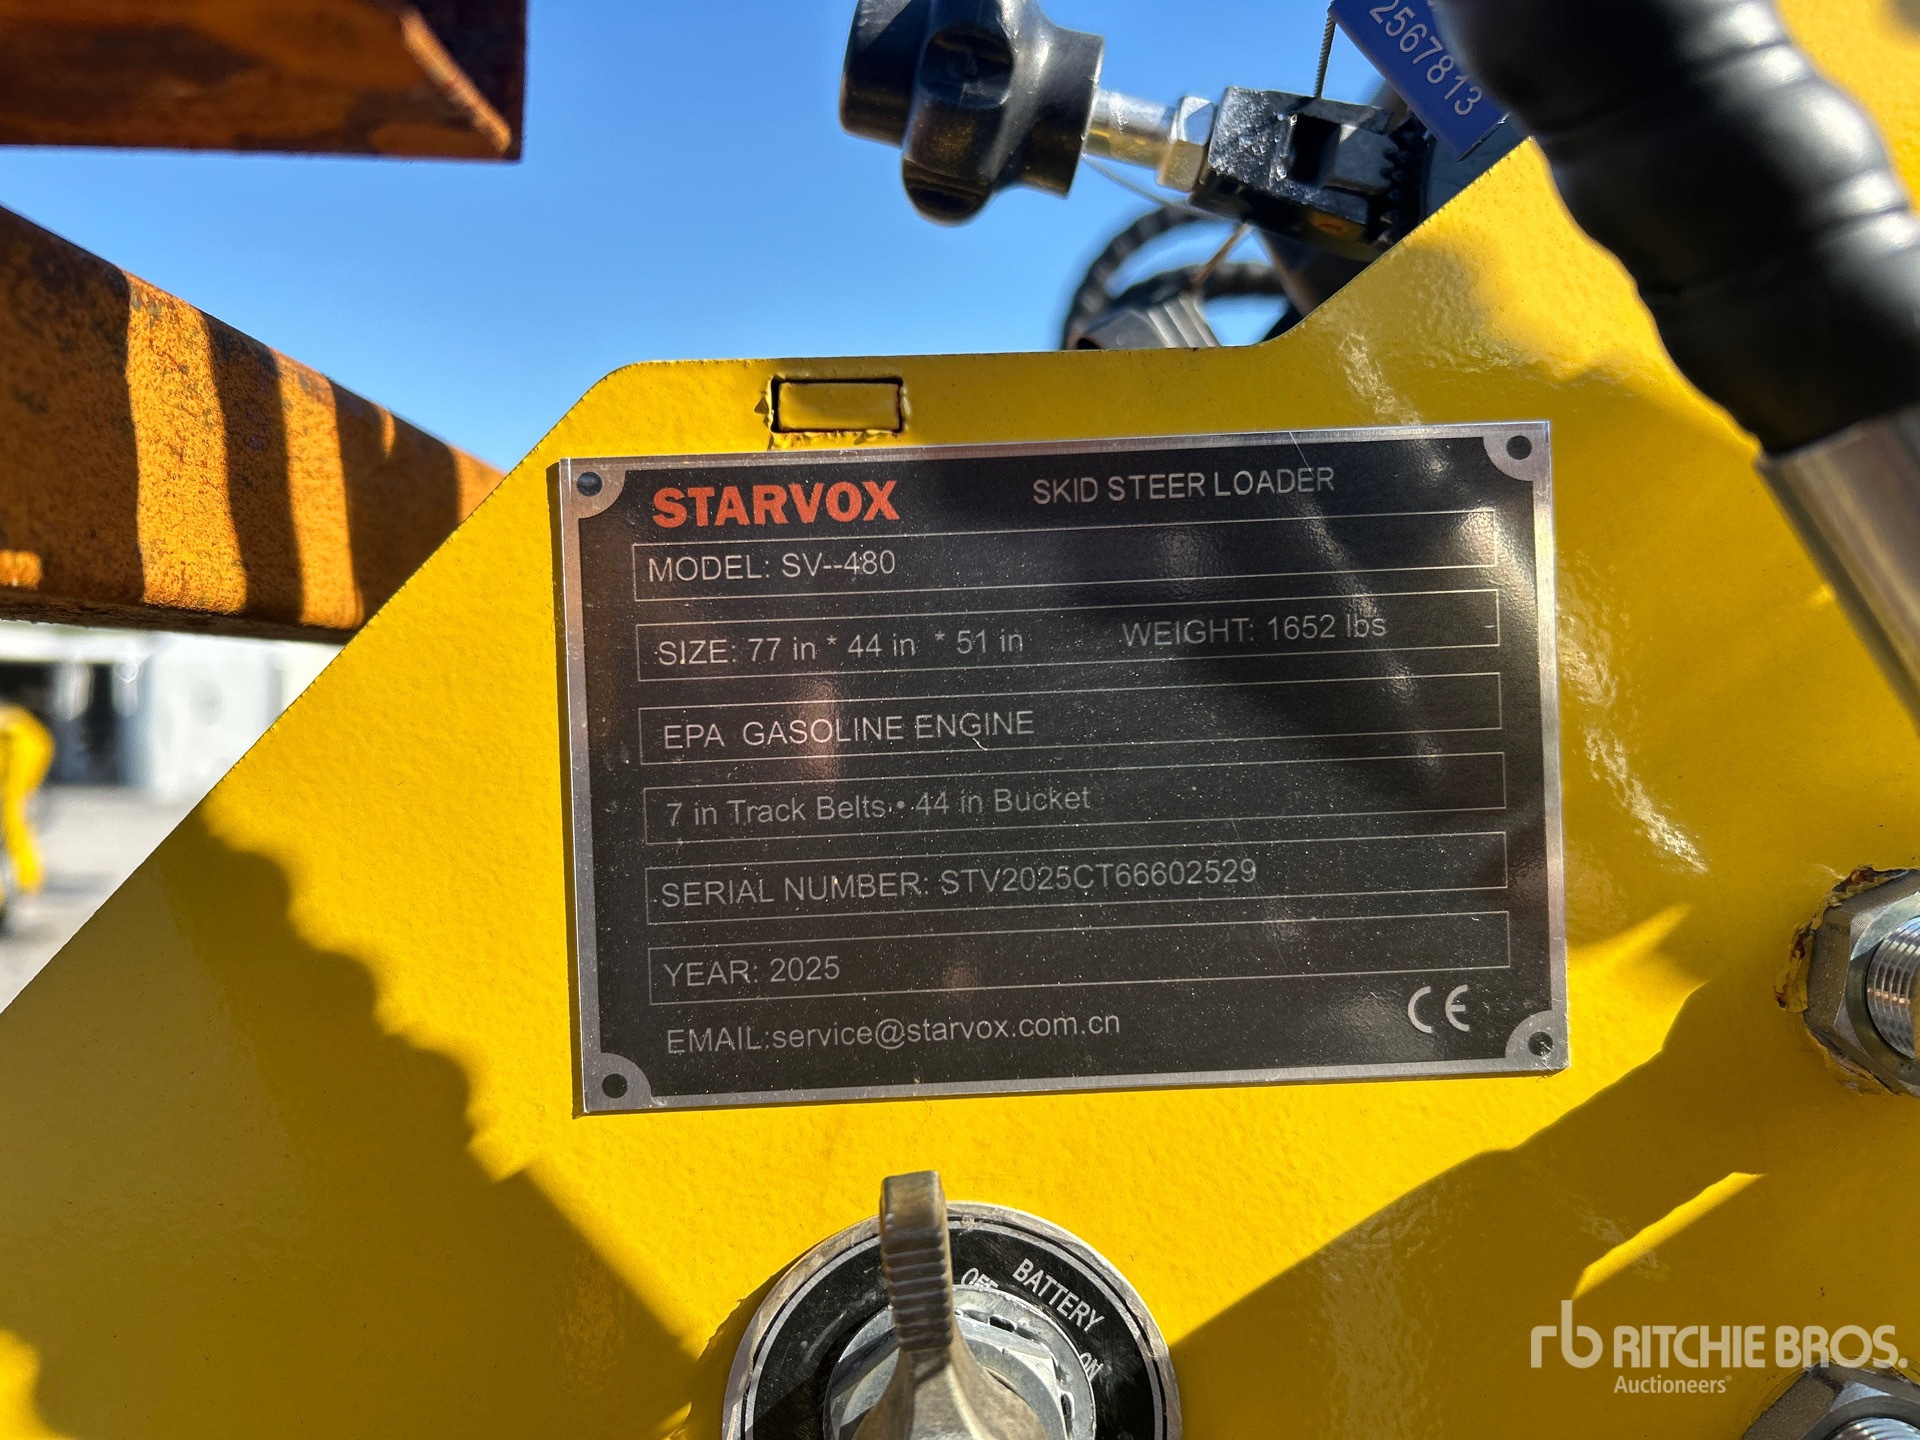 2567813
STARVOX SKID STEER LOADER
MODEL: SV--480
SIZE: 77 in * 44 in * 51 in WEIGHT: 1652 lbs
EPA GASOLINE ENGINE
7 in Track Belts • 44 in Bucket
SERIAL NUMBER: STV2025CT66602529
YEAR: 2025
EMAIL:service@starvox.com.cn CE
BATTERY
OFF
ON
rb RITCHIE BROS.
Auctioneers